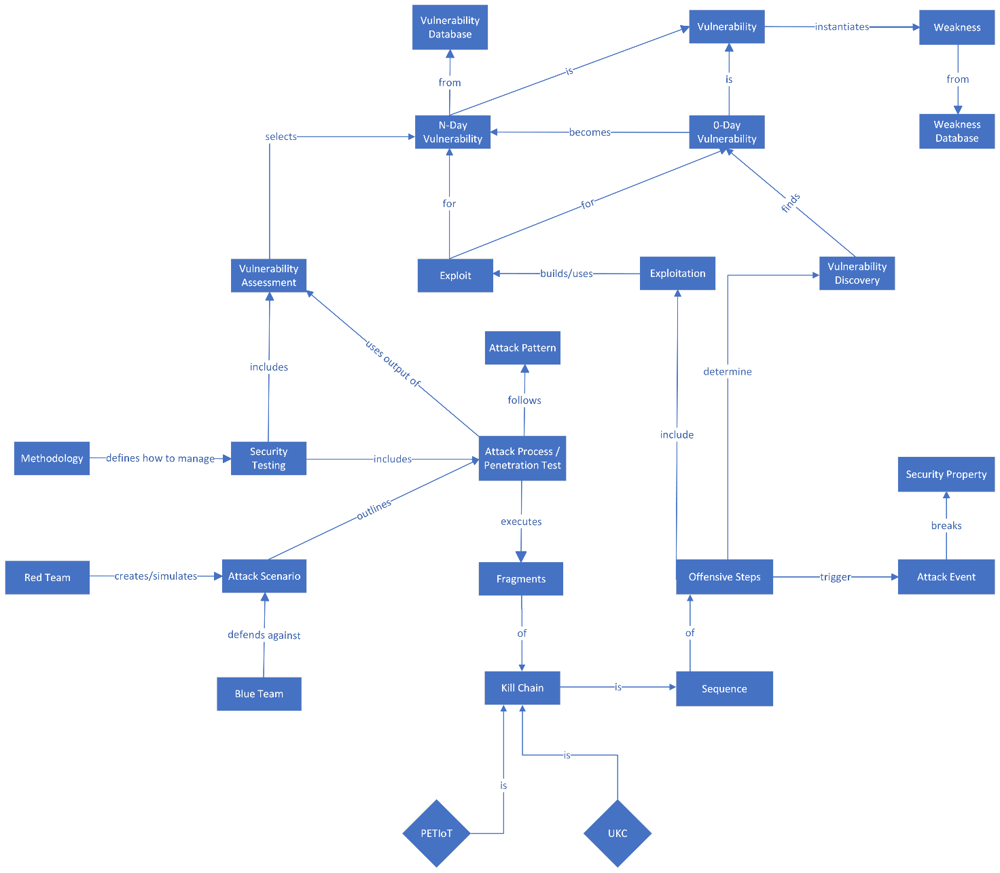 Vulnerability
Database
Vulnerability
instantiates
Weakness
is
from
is
from
N-Day
Vulnerability
becomes
0-Day
Vulnerability
Weakness
Database
selects
for
for
finds
Vulnerability
Assessment
Exploit
builds/uses
Exploitation
Vulnerability
Discovery
uses output of
Attack Pattern
includes
determine
follows
include
Methodology
defines how to manage
Security
Testing
includes
Attack Process /
Penetration Test
Security Property
outlines
executes
breaks
Red Team
creates/simulates
Attack Scenario
Fragments
Offensive Steps
trigger
Attack Event
defends against
of
of
Blue Team
Kill Chain
is
Sequence
is
is
PETIoT
UKC